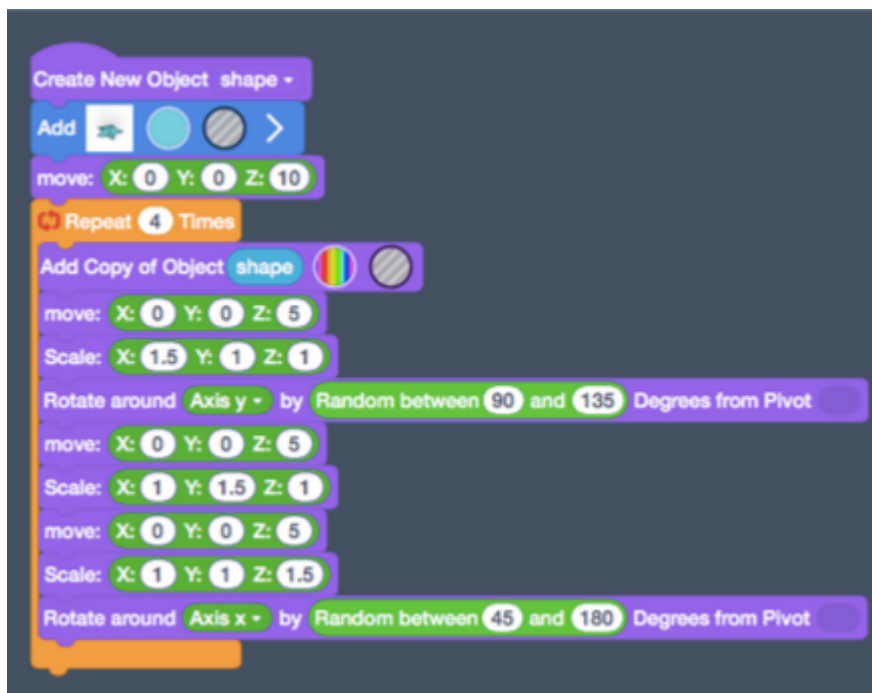 Create New Object shape
Add
move: X: 0 Y: 0 Z: 10
Repeat 4 Times
Add Copy of Object shape
move: X: 0 Y: 0 Z: 5
Scale: X: 1.5 Y: 1 Z: 1
Rotate around Axis y by Random between 90 and 135 Degrees from Pivot
move: X: 0 Y: 0 Z: 5
Scale: X: 1 Y: 1.5 Z: 1
move: X: 0 Y: 0 Z: 5
Scale: X: 1 Y: 1 Z: 1.5
Rotate around Axis x by Random between 45 and 180 Degrees from Pivot